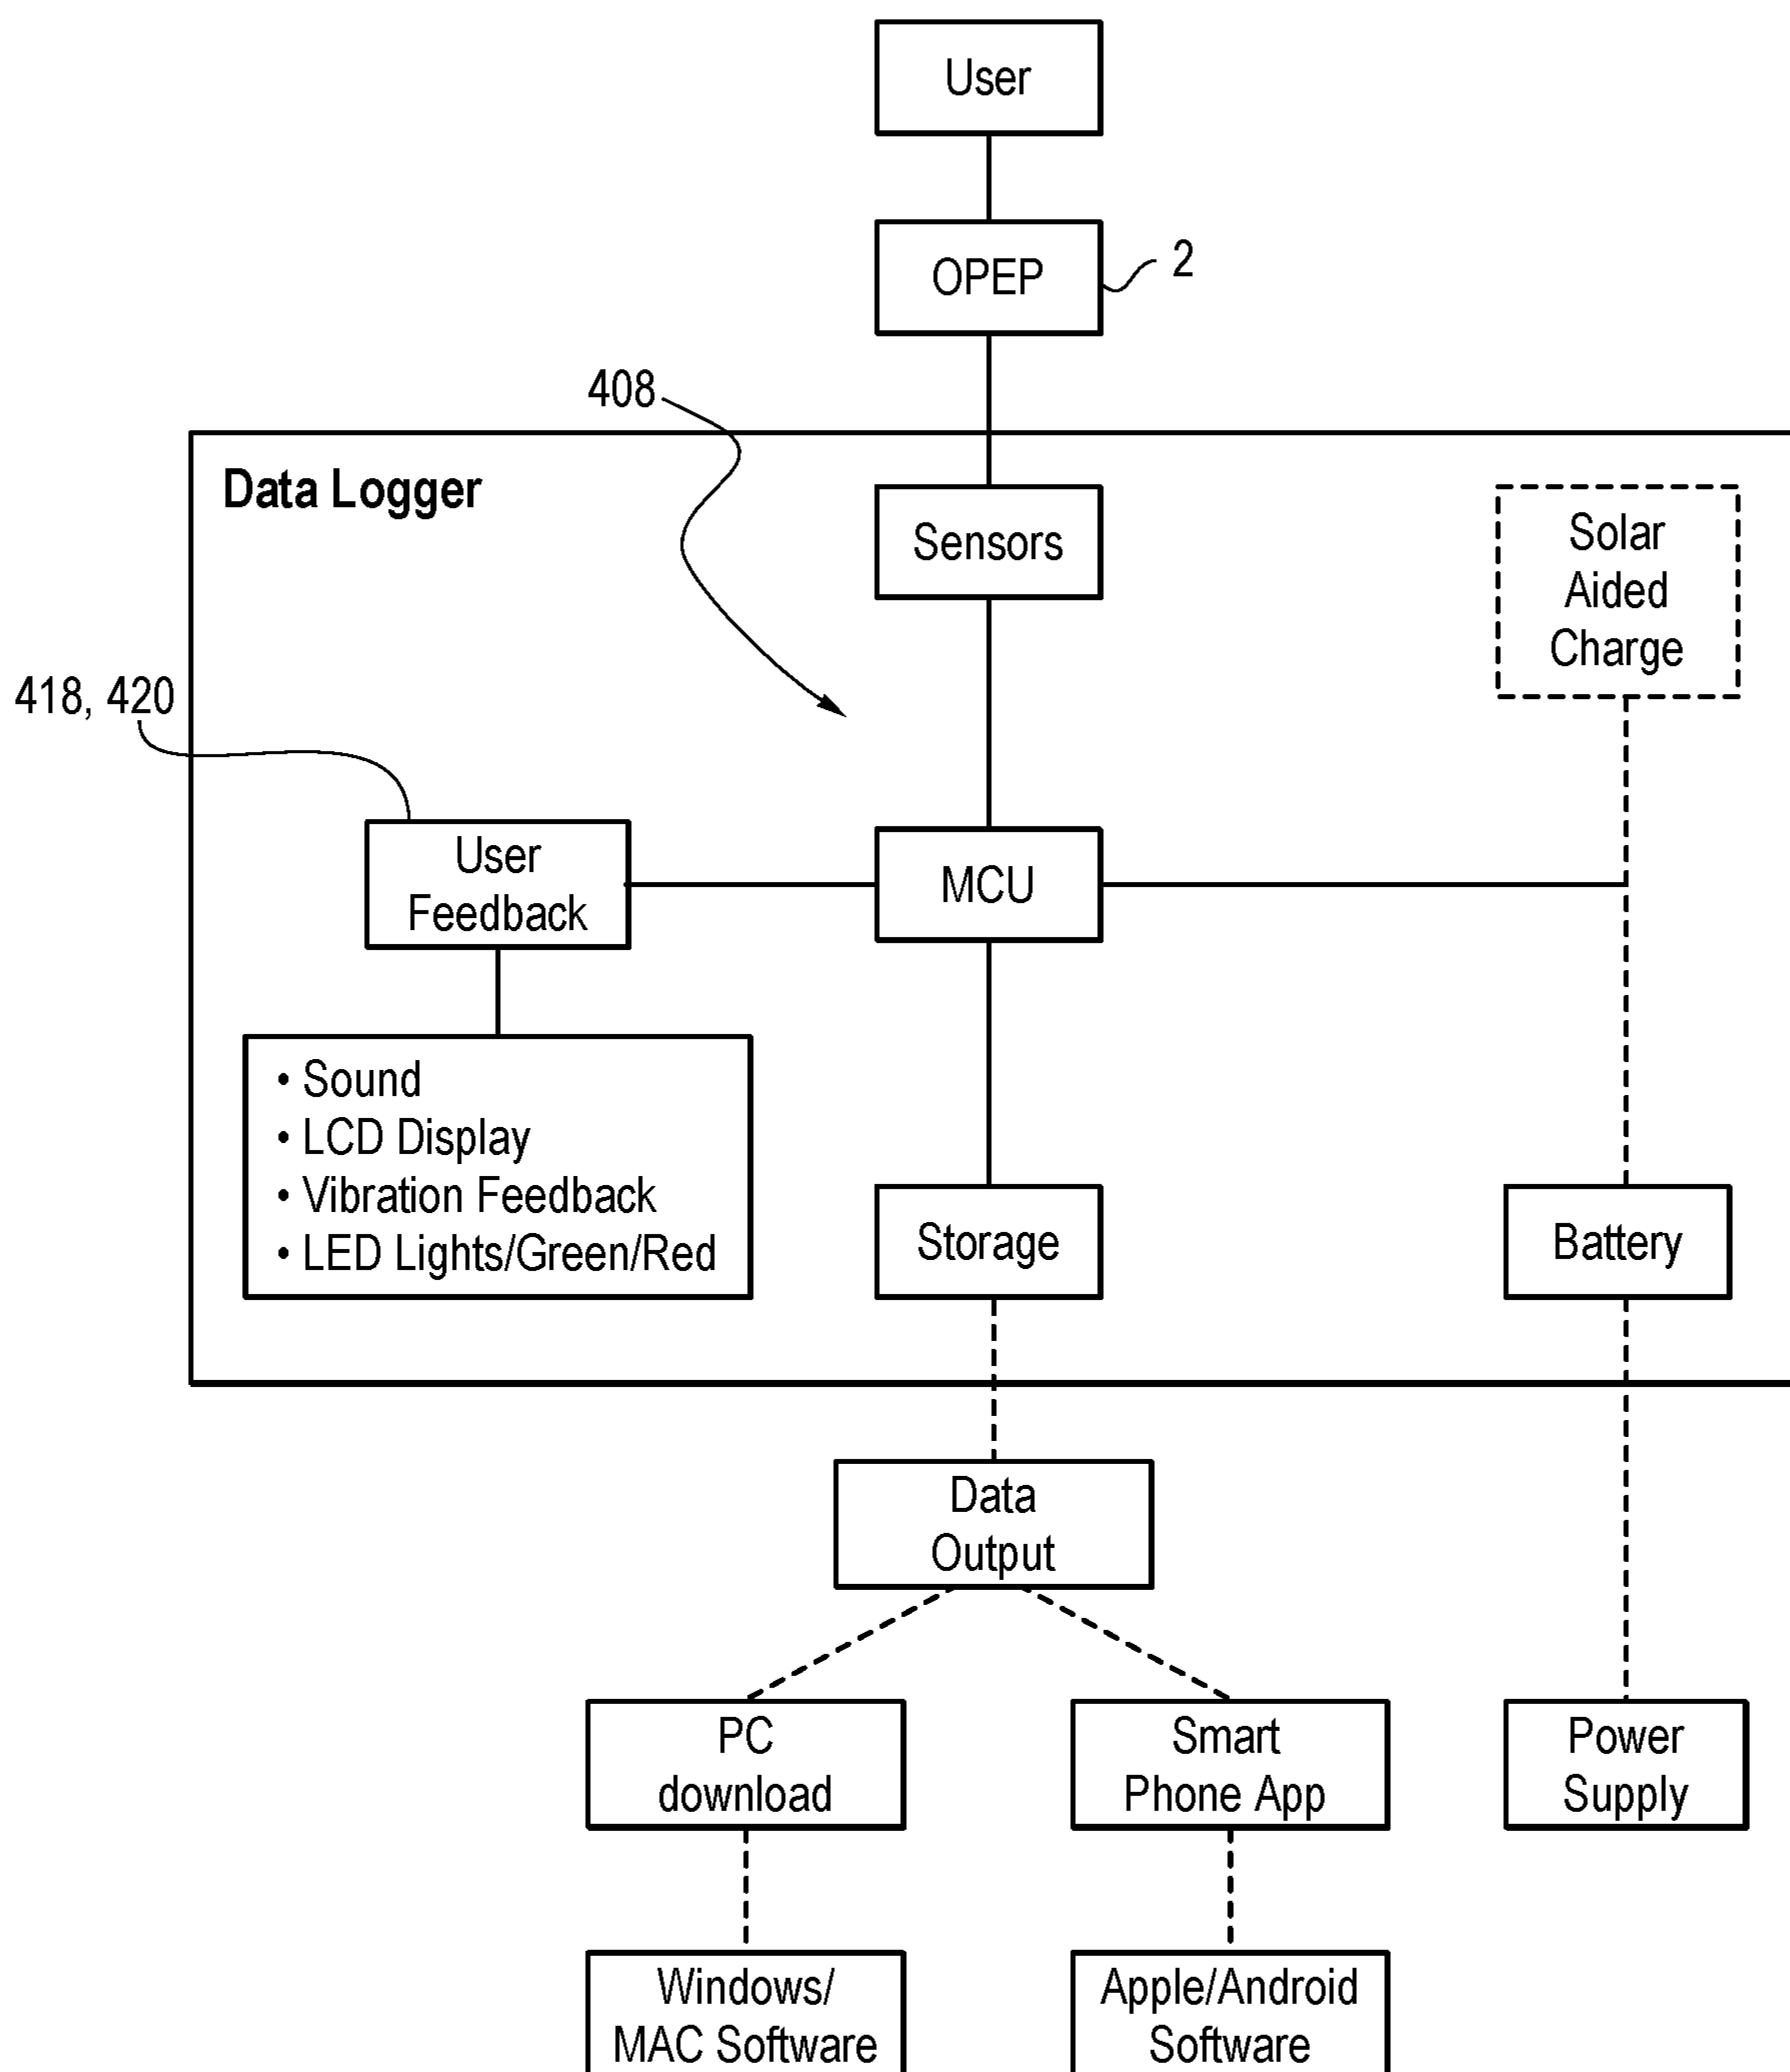 User
OPEP
2
408
Data Logger
Sensors
Solar
Aided
Charge
418, 420
User
Feedback
MCU
• Sound
• LCD Display
• Vibration Feedback
• LED Lights/Green/Red
Storage
Battery
Data
Output
PC
download
Smart
Phone App
Power
Supply
Windows/
MAC Software
Apple/Android
Software